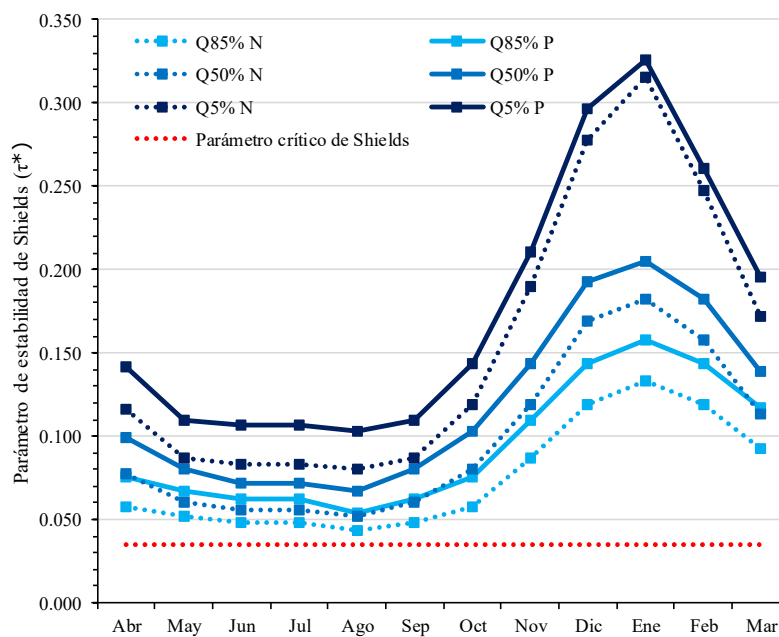 0.350
0.300
0.250
0.200
0.150
0.100
0.050
0.000
Parámetro de estabilidad de Shields (τ*)
Q85% N
Q85% P
Q50% N
Q50% P
Q5% N
Q5% P
Parámetro crítico de Shields
Abr May Jun Jul Ago Sep Oct Nov Dic Ene Feb Mar